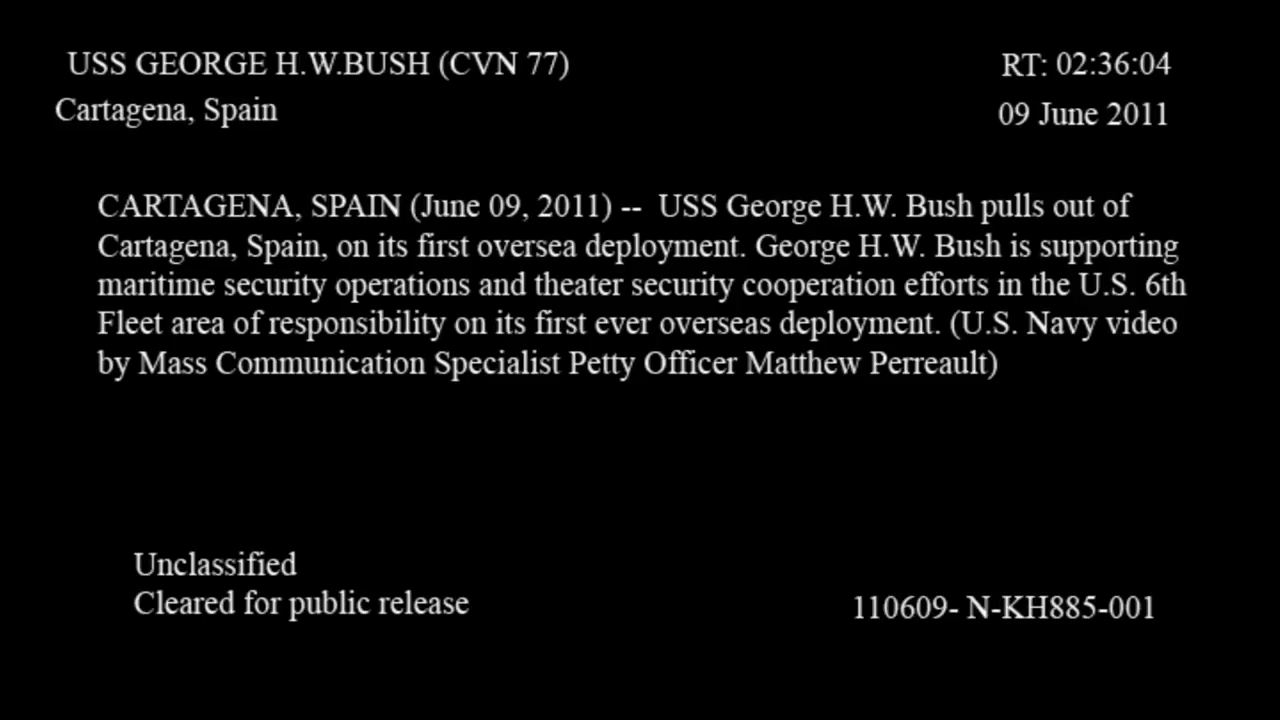 USS GEORGE H.W.BUSH (CVN 77)
RT: 02:36:04
Cartagena, Spain
09 June 2011
CARTAGENA, SPAIN (June 09, 2011) --  USS George H.W. Bush pulls out of
Cartagena, Spain, on its first oversea deployment. George H.W. Bush is supporting
maritime security operations and theater security cooperation efforts in the U.S. 6th
Fleet area of responsibility on its first ever overseas deployment. (U.S. Navy video
by Mass Communication Specialist Petty Officer Matthew Perreault)
Unclassified
Cleared for public release
110609- N-KH885-001